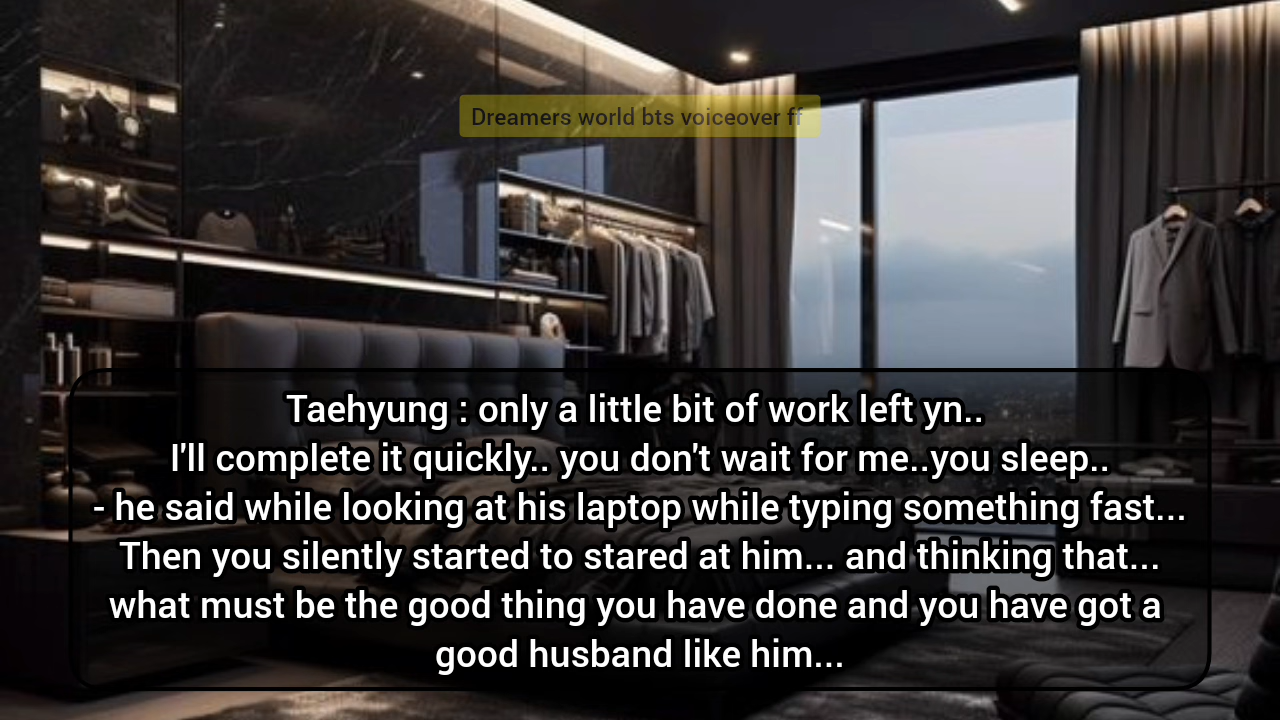 Dreamers world bts voiceover ff
Taehyung : only a little bit of work left yn..
I'll complete it quickly.. you don't wait for me..you sleep..
- he said while looking at his laptop while typing something fast...
Then you silently started to stared at him... and thinking that...
what must be the good thing you have done and you have got a
good husband like him...